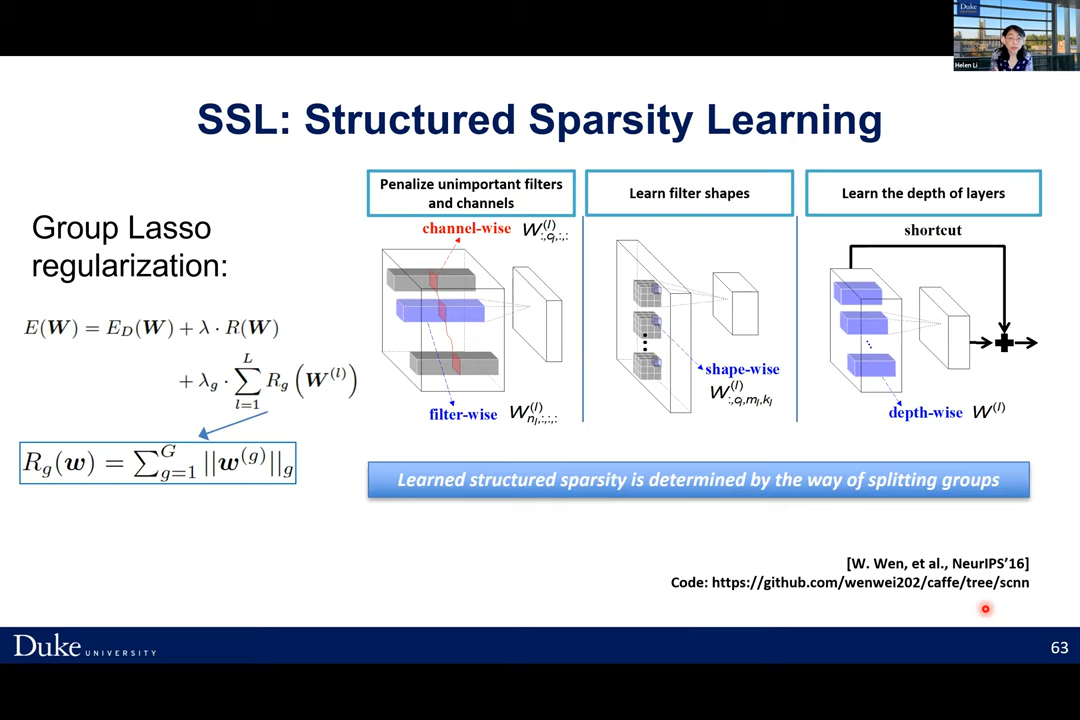 Duke
Helen Li
SSL: Structured Sparsity Learning
Group Lasso
regularization:
E(W) = E_D(W) + λ · R(W)
+ λ_g · ∑_{l=1}^{L} R_g (W^{(l)})
R_g(w) = ∑_{g=1}^{G} ||w^{(g)}||_g
Penalize unimportant filters
and channels
channel-wise W^{(l)}_{:,q,:,:}
filter-wise W^{(l)}_{n_l,:,:,:}
Learn filter shapes
shape-wise
W^{(l)}_{:,q,m_l,k_l}
Learn the depth of layers
shortcut
depth-wise W^{(l)}
Learned structured sparsity is determined by the way of splitting groups
[W. Wen, et al., NeurIPS’16]
Code: https://github.com/wenwei202/caffe/tree/scnn
Duke UNIVERSITY
63